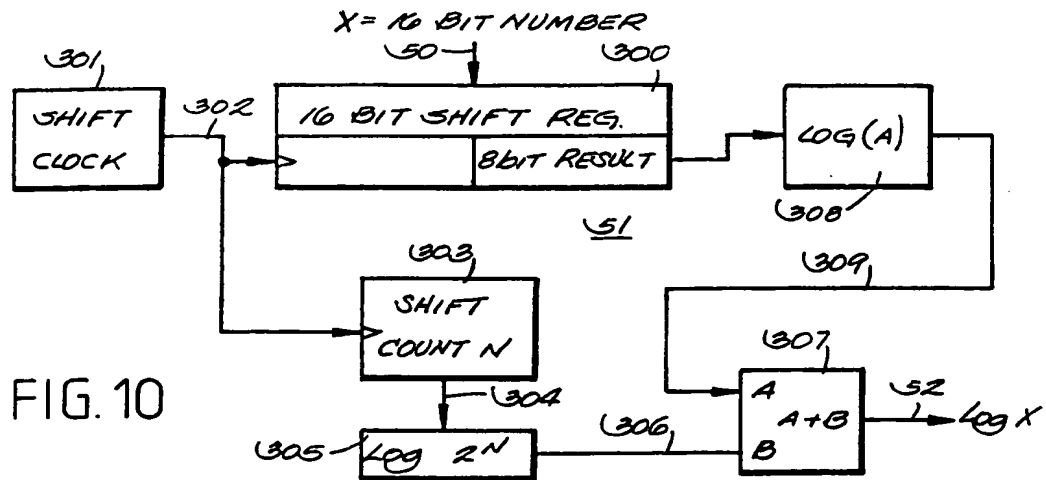 X = 16 BIT NUMBER
301
50
300
SHIFT
CLOCK
302
16 BIT SHIFT REG.
8bit RESULT
LOG (A)
308
51
303
309
SHIFT
COUNT N
307
304
A
A+B
B
52
LOG X
FIG. 10
305
LOG 2^N
306